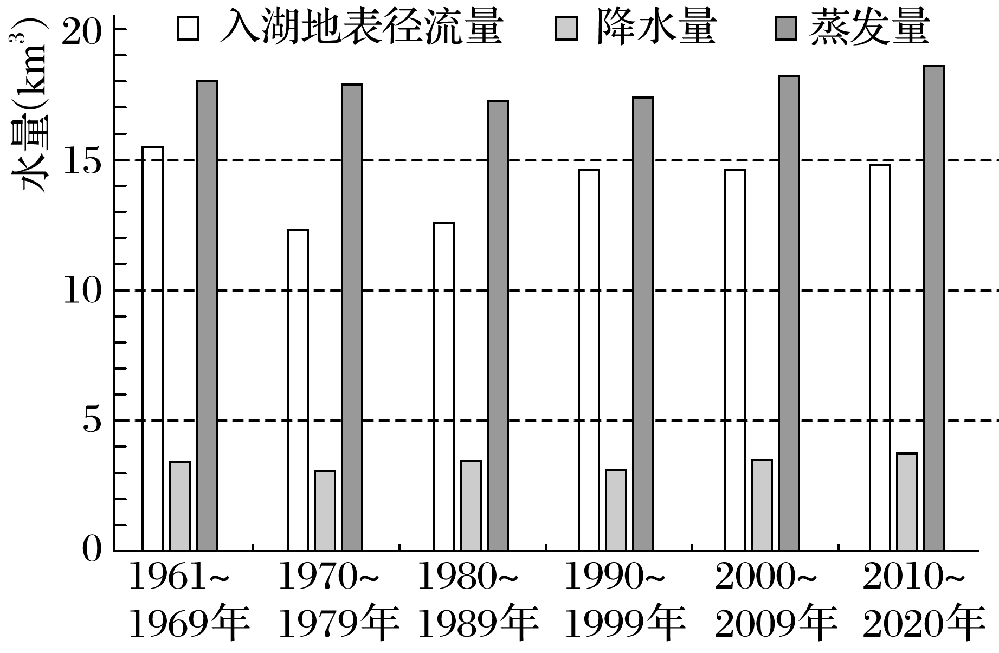 入湖地表径流量 降水量 蒸发量
水量(km³)
20
15
10
5
0
1961~1969年
1970~1979年
1980~1989年
1990~1999年
2000~2009年
2010~2020年